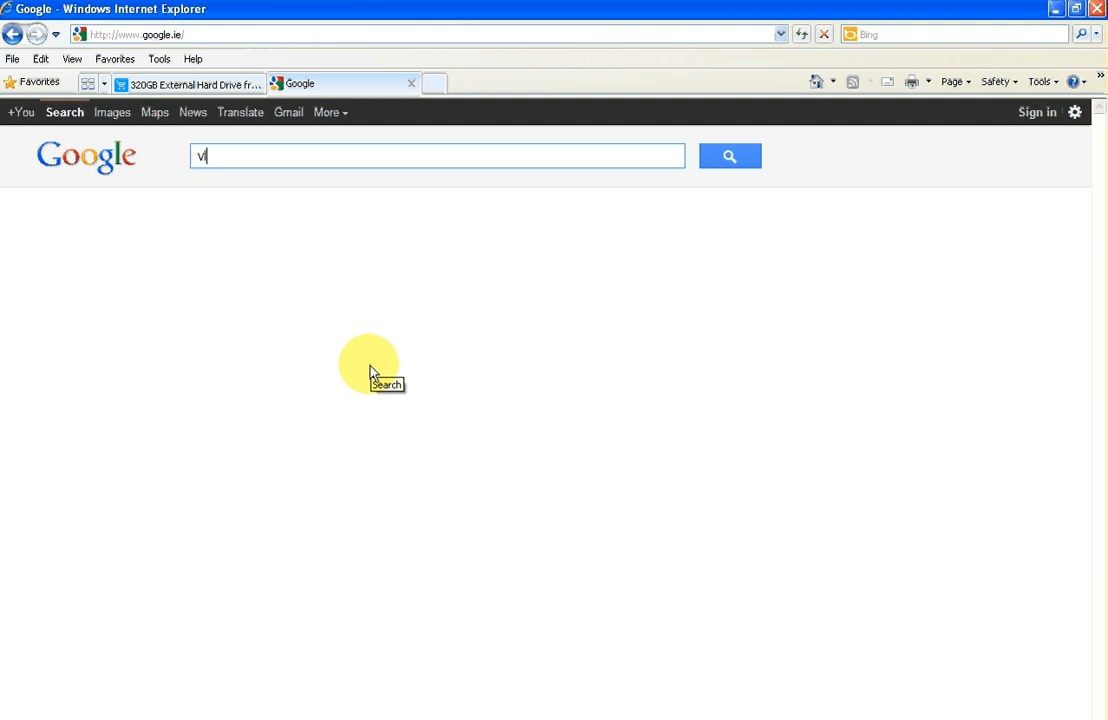 Google - Windows Internet Explorer
http://www.google.ie/
Bing
File Edit View Favorites Tools Help
Favorites 320GB External Hard Drive fr... Google Page Safety Tools
+You Search Images Maps News Translate Gmail More Sign in
Google vl
Search